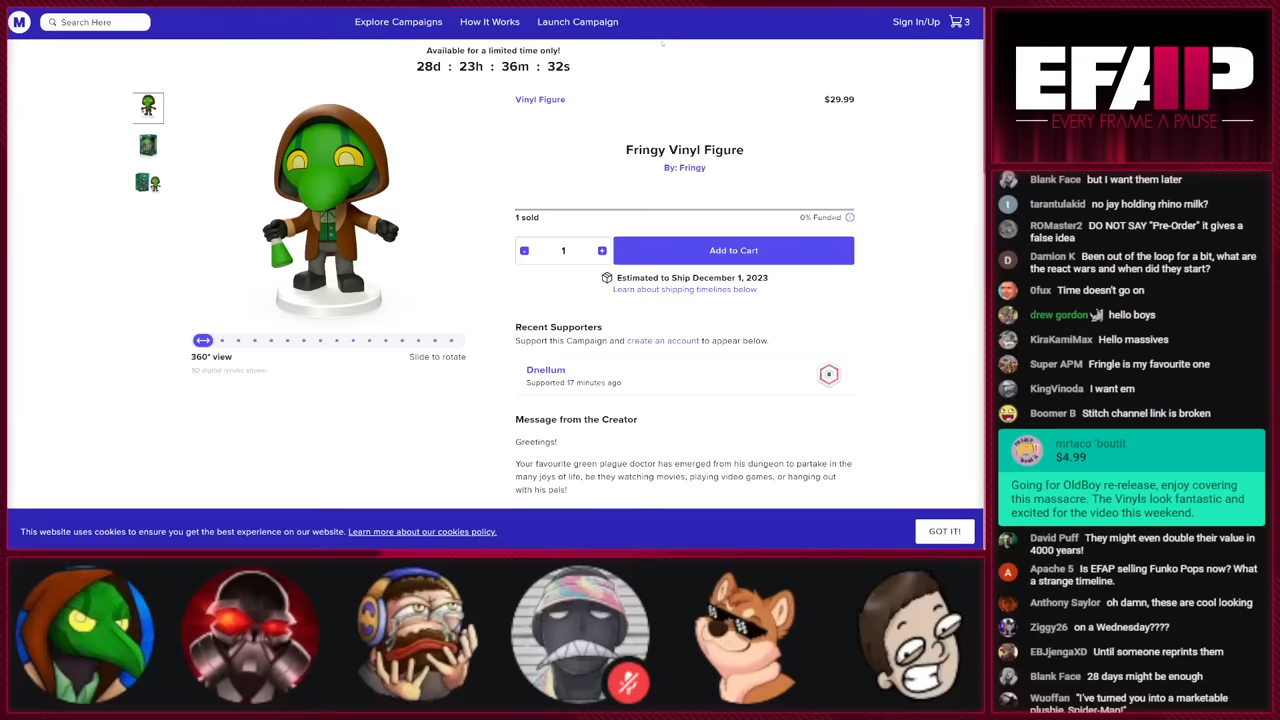 M
Search Here
Explore Campaigns
How It Works
Launch Campaign
Sign In/Up
3
Available for a limited time only!
28d : 23h : 36m : 32s
Vinyl Figure
$29.99
Fringy Vinyl Figure
By: Fringy
1 sold
0% Funded
- 1 +
Add to Cart
Estimated to Ship December 1, 2023
Learn about shipping timelines below
360° view
Slide to rotate
3D digital render shown
Recent Supporters
Support this Campaign and create an account to appear below.
Dnellum
Supported 17 minutes ago
Message from the Creator
Greetings!
Your favourite green plague doctor has emerged from his dungeon to partake in the
many joys of life, be they watching movies, playing video games, or hanging out
with his pals!
This website uses cookies to ensure you get the best experience on our website. Learn more about our cookies policy.
GOT IT!
EFAP
EVERY FRAME A PAUSE
Blank Face but I want them later
tarantulakid no jay holding rhino milk?
ROMaster2 DO NOT SAY "Pre-Order" it gives a
false idea
Damion K Been out of the loop for a bit, what are
the react wars and when did they start?
0fux Time doesn't go on
drew gordon hello boys
KiraKamiMax Hello massives
Super APM Fringle is my favourite one
KingVinoda I want em
Boomer B Stitch channel link is broken
mrtaco 'boutit
$4.99
Going for OldBoy re-release, enjoy covering
this massacre. The Vinyls look fantastic and
excited for the video this weekend.
David Puff They might even double their value in
4000 years!
Apache 5 Is EFAP selling Funko Pops now? What
a strange timeline.
Anthony Saylor oh damn, these are cool looking
Ziggy26 on a Wednesday????
EBJjengaXD Until someone reprints them
Blank Face 28 days might be enough
Wuoffan "I've turned you into a marketable
plushie, Spider-Man!"